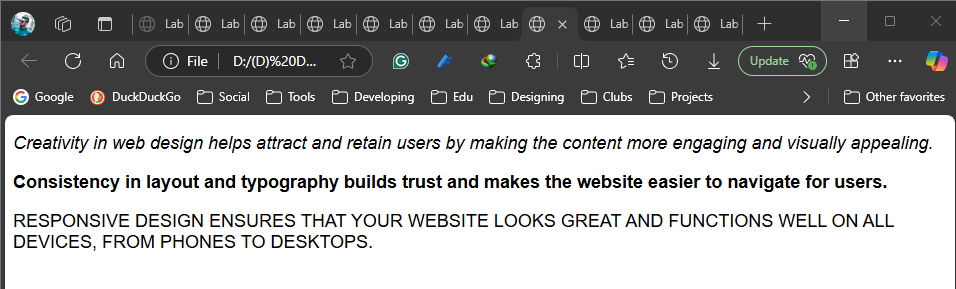 Lab Lab Lab Lab Lab Lab Lab Lab Lab Lab
File D:/(D)%20D... Update
Google DuckDuckGo Social Tools Developing Edu Designing Clubs Projects Other favorites
Creativity in web design helps attract and retain users by making the content more engaging and visually appealing.
Consistency in layout and typography builds trust and makes the website easier to navigate for users.
RESPONSIVE DESIGN ENSURES THAT YOUR WEBSITE LOOKS GREAT AND FUNCTIONS WELL ON ALL
DEVICES, FROM PHONES TO DESKTOPS.